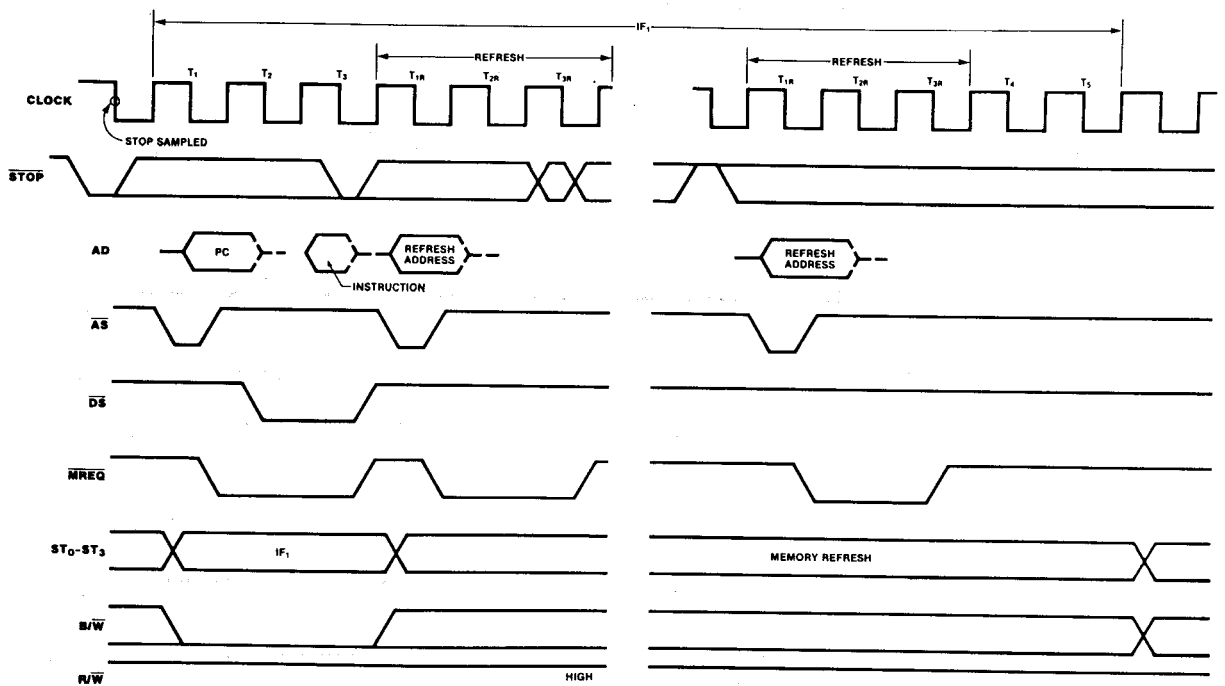 IF₁
REFRESH
REFRESH
T₁ T₂ T₃ T₁R T₂R T₃R T₁R T₂R T₃R T₄ T₅
CLOCK
STOP SAMPLED
STOP
AD PC REFRESH ADDRESS REFRESH ADDRESS
INSTRUCTION
AS
DS
MREQ
ST₀-ST₃ IF₁ MEMORY REFRESH
B/W
R/W HIGH